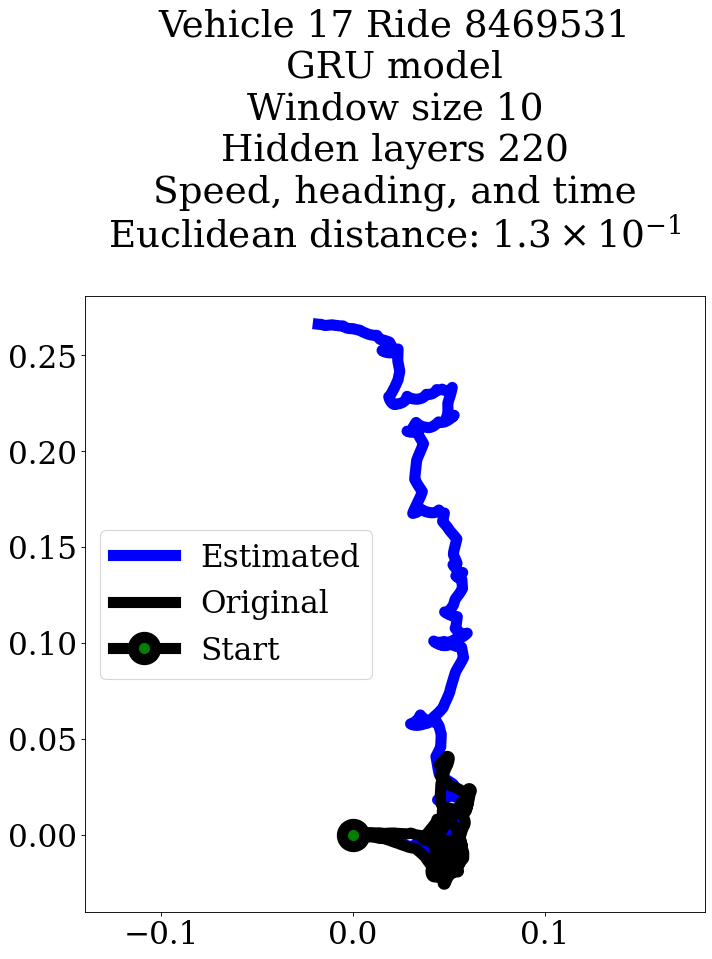 Vehicle 17 Ride 8469531
GRU model
Window size 10
Hidden layers 220
Speed, heading, and time
Euclidean distance: 1.3 × 10⁻¹
0.25
0.20
0.15
0.10
0.05
0.00
Estimated
Original
Start
−0.1
0.0
0.1